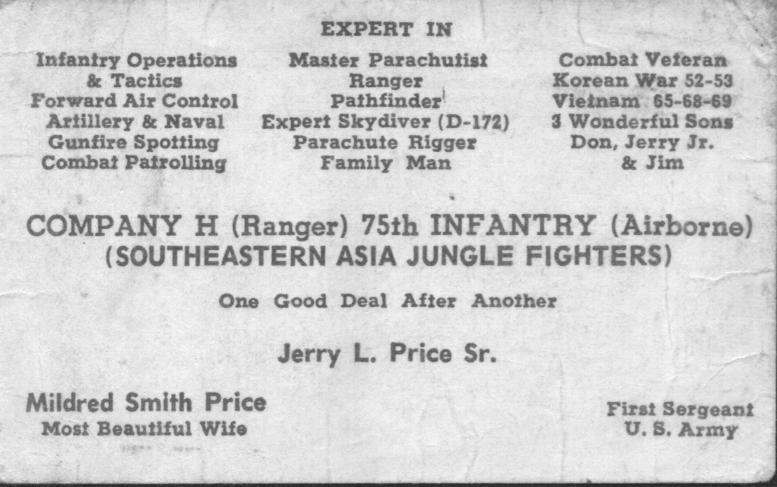 EXPERT IN
Infantry Operations
& Tactics
Forward Air Control
Artillery & Naval
Gunfire Spotting
Combat Patrolling
Master Parachutist
Ranger
Pathfinder
Expert Skydiver (D-172)
Parachute Rigger
Family Man
Combat Veteran
Korean War 52-53
Vietnam 65-68-69
3 Wonderful Sons
Don, Jerry Jr.
& Jim
COMPANY H (Ranger) 75th INFANTRY (Airborne)
(SOUTHEASTERN ASIA JUNGLE FIGHTERS)
One Good Deal After Another
Jerry L. Price Sr.
Mildred Smith Price
Most Beautiful Wife
First Sergeant
U. S. Army